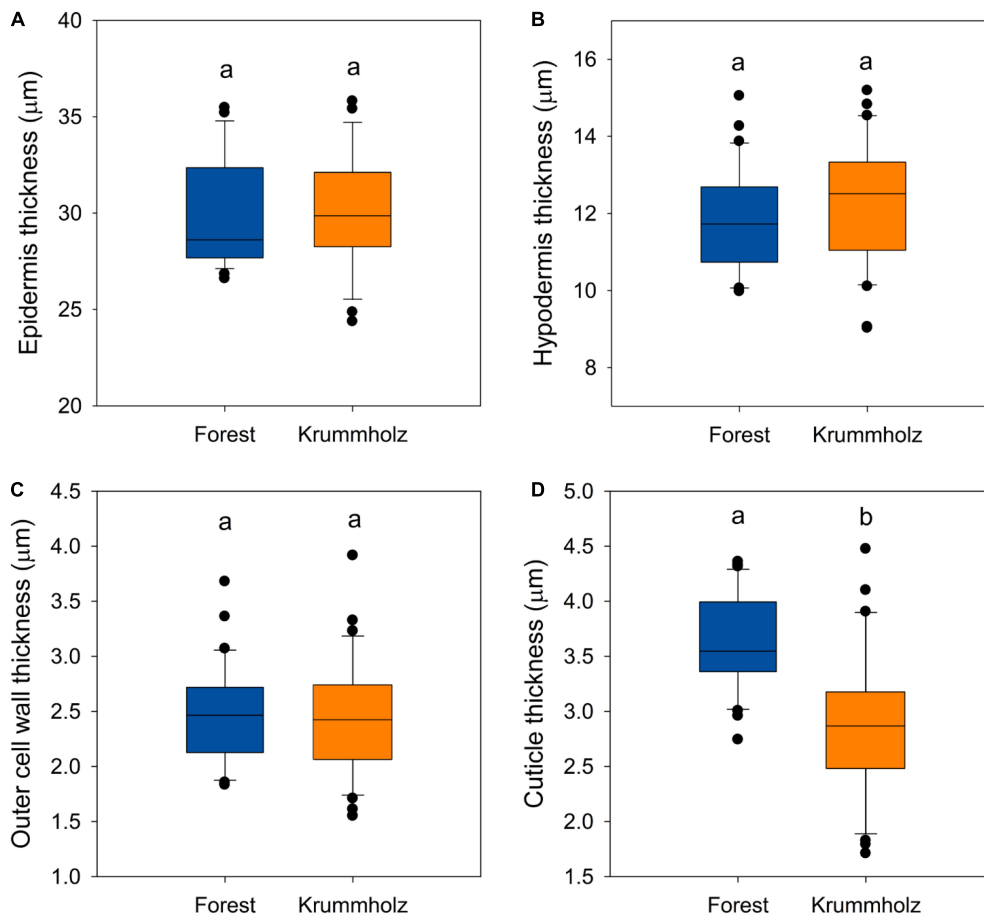 A
Epidermis thickness (μm)
40
35
30
25
20
a
a
Forest
Krummholz
B
Hypodermis thickness (μm)
16
14
12
10
8
a
a
Forest
Krummholz
C
Outer cell wall thickness (μm)
4.5
4.0
3.5
3.0
2.5
2.0
1.5
1.0
a
a
Forest
Krummholz
D
Cuticle thickness (μm)
5.0
4.5
4.0
3.5
3.0
2.5
2.0
1.5
a
b
Forest
Krummholz